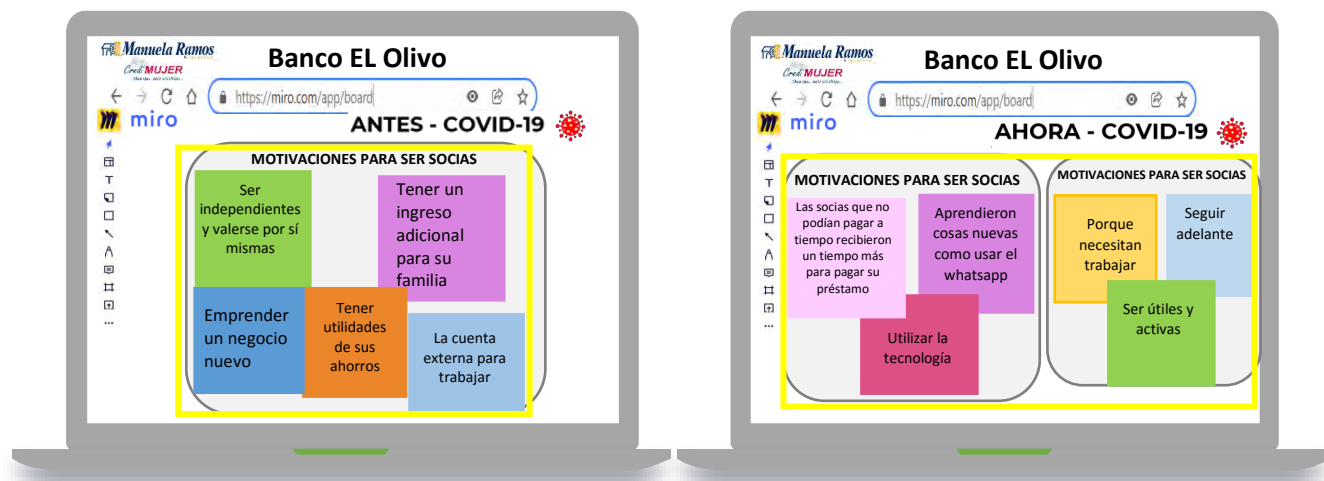 Manuela Ramos
Credi MUJER
Banco EL Olivo
https://miro.com/app/board
miro
ANTES - COVID-19
MOTIVACIONES PARA SER SOCIAS
Ser
independientes
y valerse por sí
mismas
Tener un
ingreso
adicional
para su
familia
Emprender
un negocio
nuevo
Tener
utilidades
de sus
ahorros
La cuenta
externa para
trabajar
Manuela Ramos
Credi MUJER
Banco EL Olivo
https://miro.com/app/board
miro
AHORA - COVID-19
MOTIVACIONES PARA SER SOCIAS
Las socias que no
podían pagar a
tiempo recibieron
un tiempo más
para pagar su
préstamo
Aprendieron
cosas nuevas
como usar el
whatsapp
Utilizar la
tecnología
MOTIVACIONES PARA SER SOCIAS
Porque
necesitan
trabajar
Seguir
adelante
Ser útiles y
activas